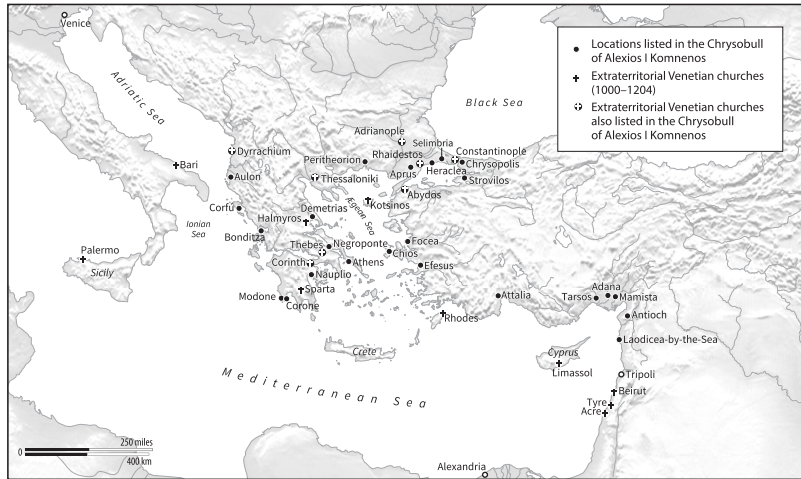 Venice
Adriatic Sea
Black Sea
Locations listed in the Chrysobull
of Alexios I Komnenos
Extraterritorial Venetian churches
(1000–1204)
Extraterritorial Venetian churches
also listed in the Chrysobull
of Alexios I Komnenos
Adrianople
Selimbria
Constantinople
Dyrrachium
Rhaidestos
Peritheorion
Chrysopolis
Bari
Aprus
Heraclea
Aulon
Thessaloniki
Strovilos
Abydos
Kotsinos
Corfu
Demetrias
Ægean Sea
Halmyros
Ionian
Sea
Bonditza
Negroponte
Focea
Thebes
Chios
Palermo
Corinth
Athens
Efesus
Sicily
Nauplio
Adana
Sparta
Attalia
Tarsos
Mamista
Modone
Corone
Rhodes
Antioch
Laodicea-by-the-Sea
Crete
Cyprus
Limassol
Tripoli
Mediterranean Sea
Beirut
Tyre
Acre
250 miles
0
400 km
Alexandria